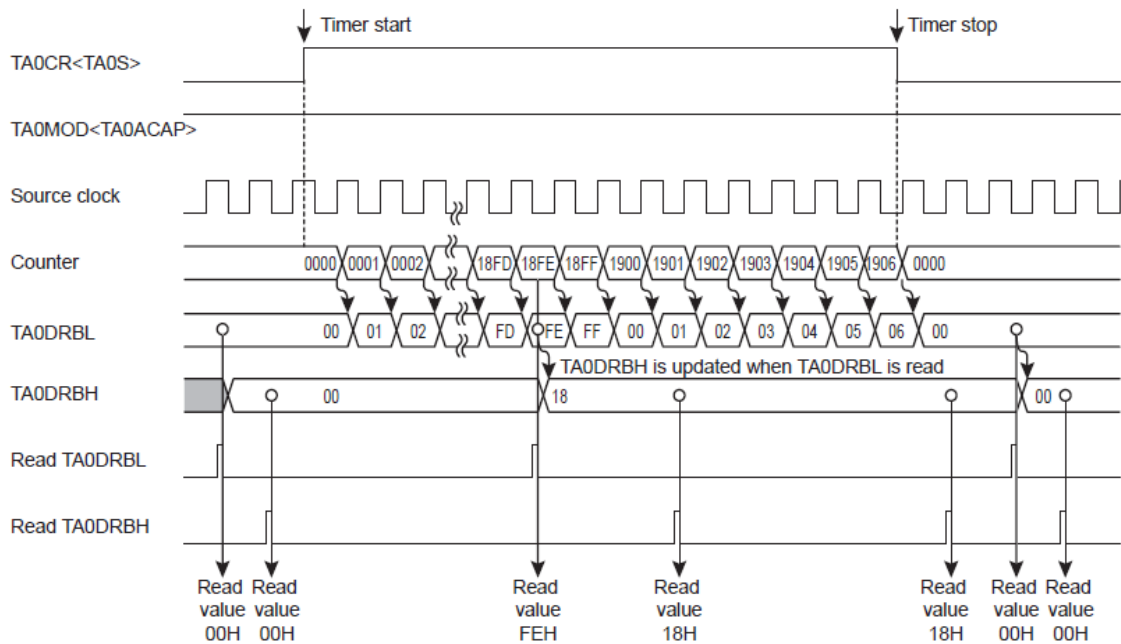 Timer start
Timer stop
TA0CR<TA0S>
TA0MOD<TA0ACAP>
Source clock
Counter
0000 0001 0002 18FD 18FE 18FF 1900 1901 1902 1903 1904 1905 1906 0000
TA0DRBL
00 01 02 FD FE FF 00 01 02 03 04 05 06 00
TA0DRBH is updated when TA0DRBL is read
TA0DRBH
00 18 00
Read TA0DRBL
Read TA0DRBH
Read value 00H
Read value 00H
Read value FEH
Read value 18H
Read value 18H
Read value 00H
Read value 00H